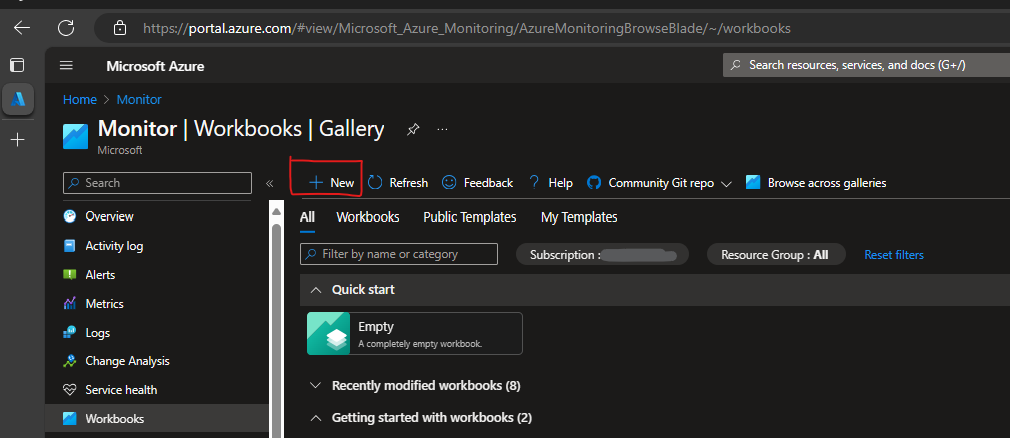 https://portal.azure.com/#view/Microsoft_Azure_Monitoring/AzureMonitoringBrowseBlade/~/workbooks
Microsoft Azure
Search resources, services, and docs (G+/)
Home > Monitor
Monitor | Workbooks | Gallery
Microsoft
Search
New
Refresh
Feedback
Help
Community Git repo
Browse across galleries
Overview
Activity log
Alerts
Metrics
Logs
Change Analysis
Service health
Workbooks
All
Workbooks
Public Templates
My Templates
Filter by name or category
Subscription :
Resource Group : All
Reset filters
Quick start
Empty
A completely empty workbook.
Recently modified workbooks (8)
Getting started with workbooks (2)